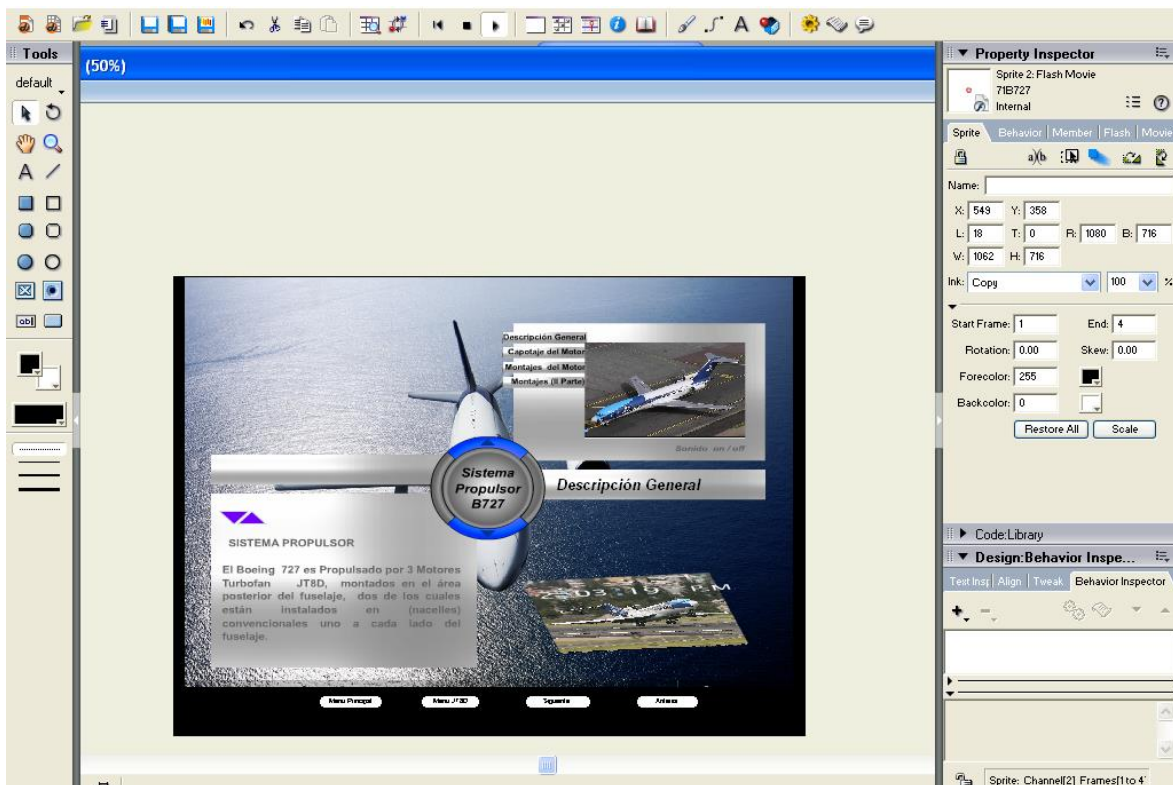 Tools
default
(50%)
Descripción General
Capotaje del Motor
Montajes del Motor
Montajes (II Parte)
Sonido on / off
Sistema
Propulsor
B727
Descripción General
SISTEMA PROPULSOR
El Boeing 727 es Propulsado por 3 Motores
Turbofan JT8D, montados en el área
posterior del fuselaje, dos de los cuales
están instalados en (nacelles)
convencionales uno a cada lado del
fuselaje.
Menu Principal
Menu JT8D
Siguiente
Anterior
Property Inspector
Sprite 2: Flash Movie
71B727
Internal
Sprite Behavior Member Flash Movie
Name:
X: 549 Y: 358
L: 18 T: 0 R: 1080 B: 716
W: 1062 H: 716
Ink: Copy 100 %
Start Frame: 1 End: 4
Rotation: 0.00 Skew: 0.00
Forecolor: 255
Backcolor: 0
Restore All Scale
Code:Library
Design:Behavior Inspe...
Text Insp Align Tweak Behavior Inspector
Sprite: Channel[2] Frames[1 to 4